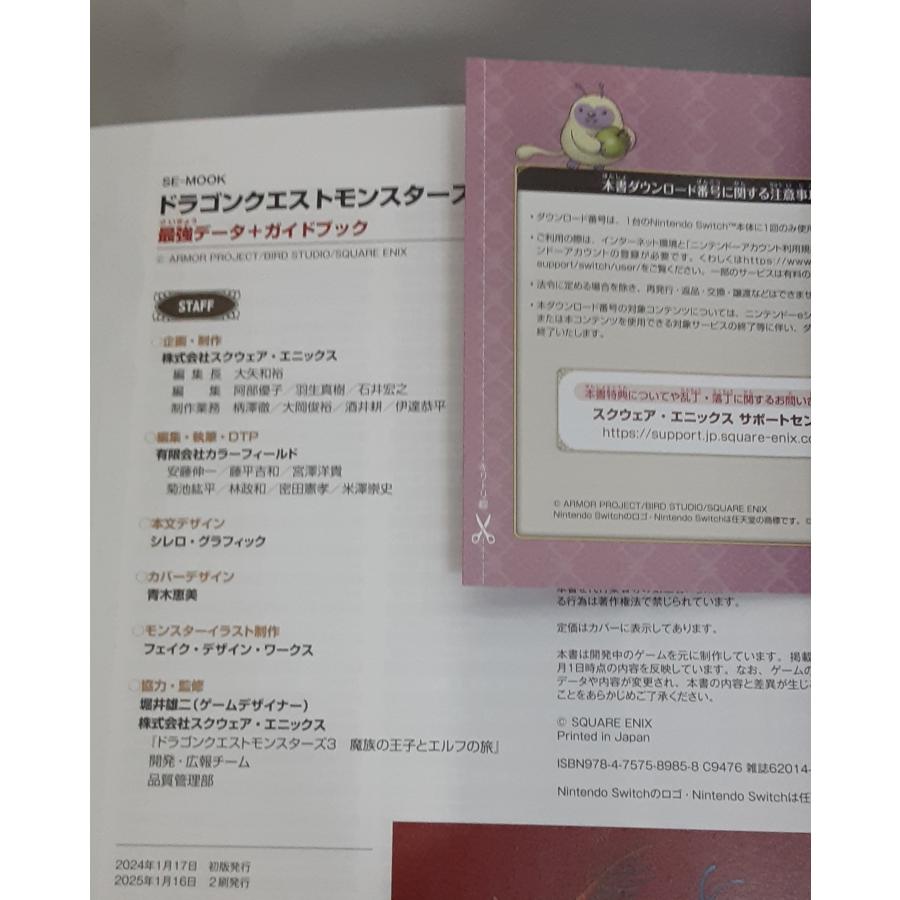 SE-MOOK
ドラゴンクエストモンスターズ
さいきょう
最強データ+ガイドブック
© ARMOR PROJECT/BIRD STUDIO/SQUARE ENIX
STAFF
○企画・制作
株式会社スクウェア・エニックス
編 集 長 大矢和裕
編 集 阿部優子/羽生真樹/石井宏之
制作業務 柄澤徹/大岡俊裕/酒井耕/伊達恭平
○編集・執筆・DTP
有限会社カラーフィールド
安藤伸一/藤平吉和/宮澤洋貴
菊池紘平/林政和/密田憲孝/米澤崇史
○本文デザイン
シレロ・グラフィック
○カバーデザイン
青木恵美
○モンスターイラスト制作
フェイク・デザイン・ワークス
○協力・監修
堀井雄二(ゲームデザイナー)
株式会社スクウェア・エニックス
『ドラゴンクエストモンスターズ3 魔族の王子とエルフの旅』
開発・広報チーム
品質管理部
2024年1月17日 初版発行
2025年1月16日 2刷発行
本書ダウンロード番号に関する注意事
・ダウンロード番号は、1台のNintendo Switch™本体に1回のみ使
・ご利用の際は、インターネット環境と「ニンテンドーアカウント利用規
ンドーアカウントの登録が必要です。くわしくはhttps://www
support/switch/user/をご覧ください。一部のサービスは有料の
・法令に定める場合を除き、再発行・返品・交換・譲渡などはできま
・本ダウンロード番号の対象コンテンツについては、ニンテンドーeシ
または本コンテンツを使用できる対象サービスの終了等に伴い、
終了いたします。
本書特典についてや乱丁・落丁に関するお問い
スクウェア・エニックス サポートセン
https://support.jp.square-enix.c
© ARMOR PROJECT/BIRD STUDIO/SQUARE ENIX
Nintendo Switchのロゴ・Nintendo Switchは任天堂の商標です。
キリトリ線
る行為は著作権法で禁じられています。
定価はカバーに表示してあります。
本書は開発中のゲームを元に制作しています。掲載
月1日時点の内容を反映しています。なお、ゲームの
データや内容が変更され、本書の内容と差異が生じ
ことをあらかじめご了承ください。
© SQUARE ENIX
Printed in Japan
ISBN978-4-7575-8985-8 C9476 雑誌62014-
Nintendo Switchのロゴ・Nintendo Switchは任